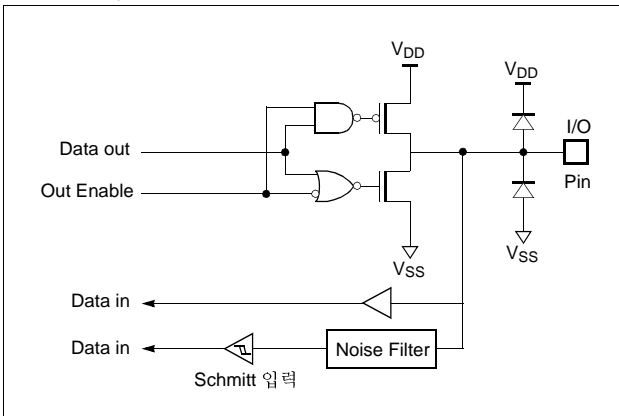 VDD
VDD
I/O
Data out
Pin
Out Enable
VSS
VSS
Data in
Data in
Noise Filter
Schmitt 입력